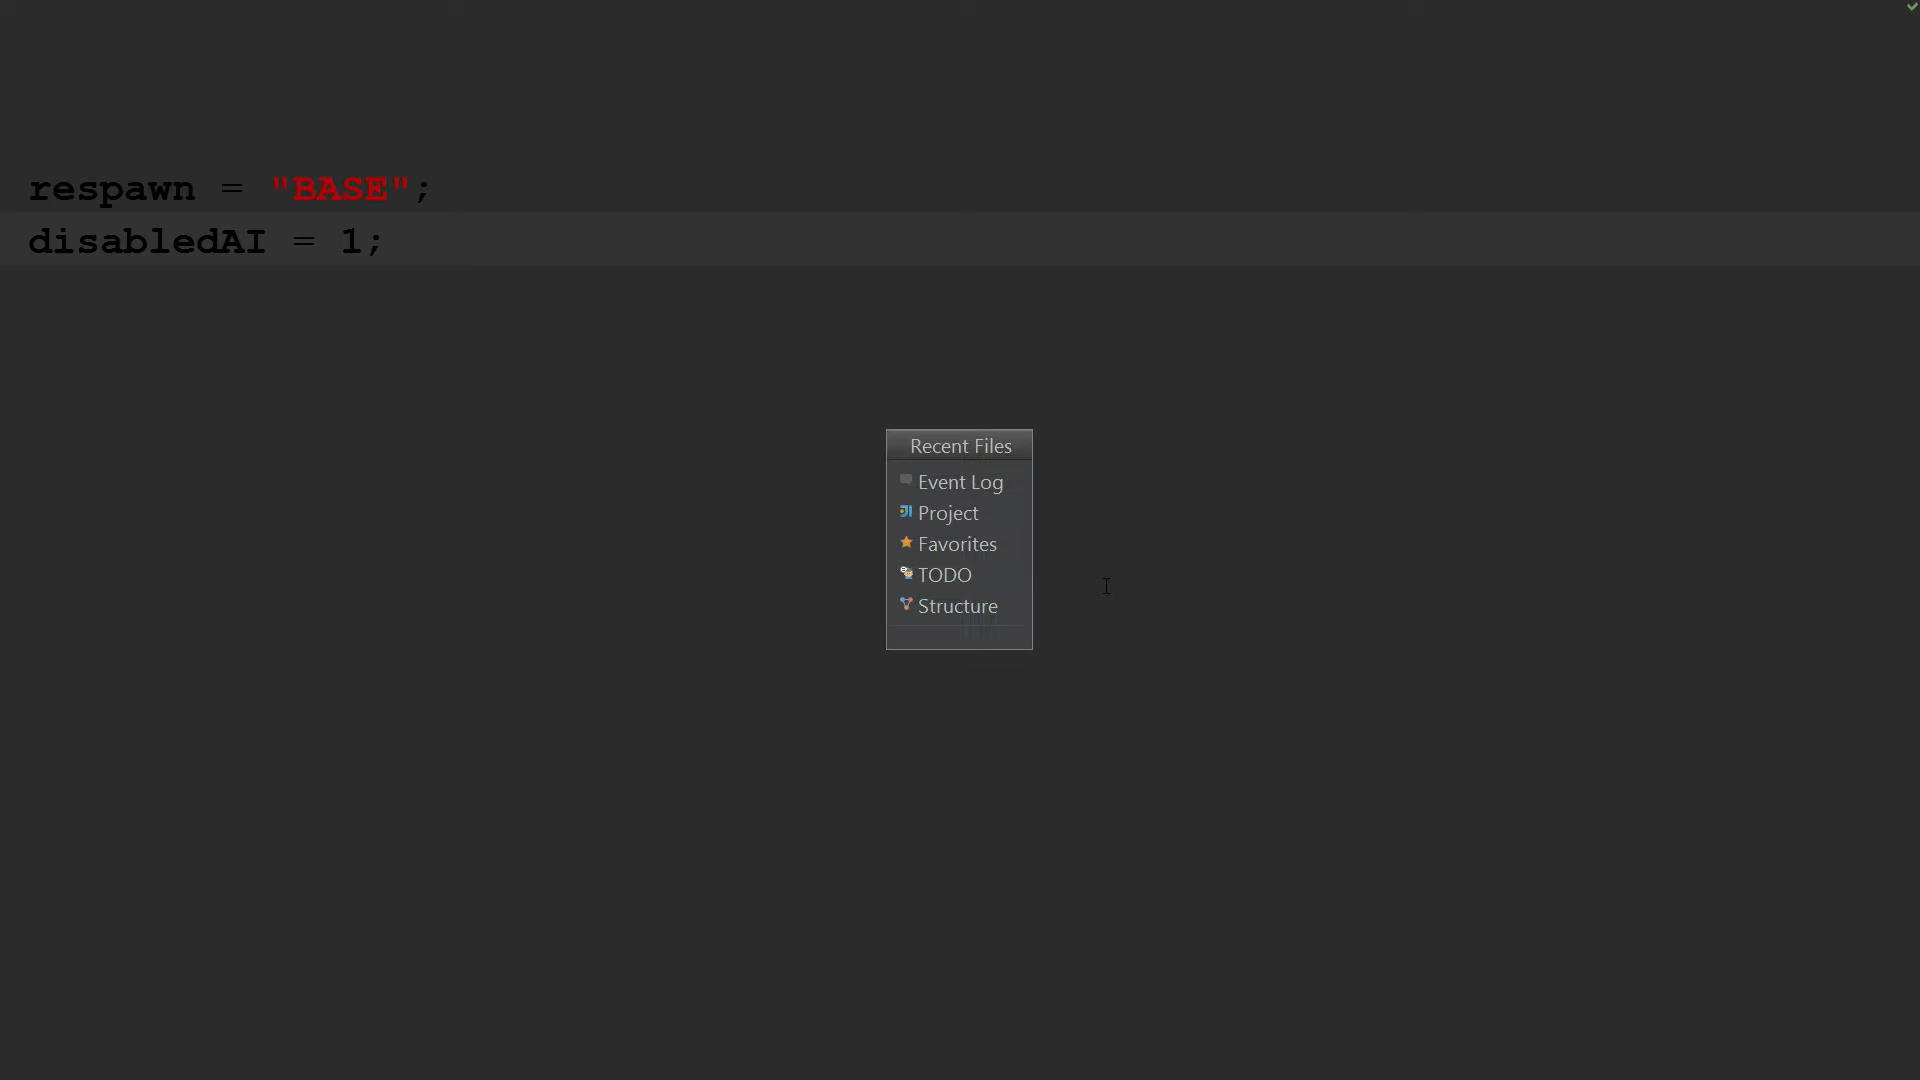 respawn = "BASE";
disabledAI = 1;
Recent Files
Event Log
Project
Favorites
TODO
Structure